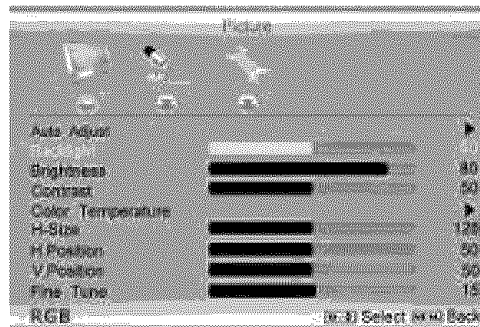 Picture
Auto Adjust
Brightness 80
Contrast 50
Color Temperature
H-Size 128
H.Position 50
V.Position 50
Fine Tune 15
RGB Select Back